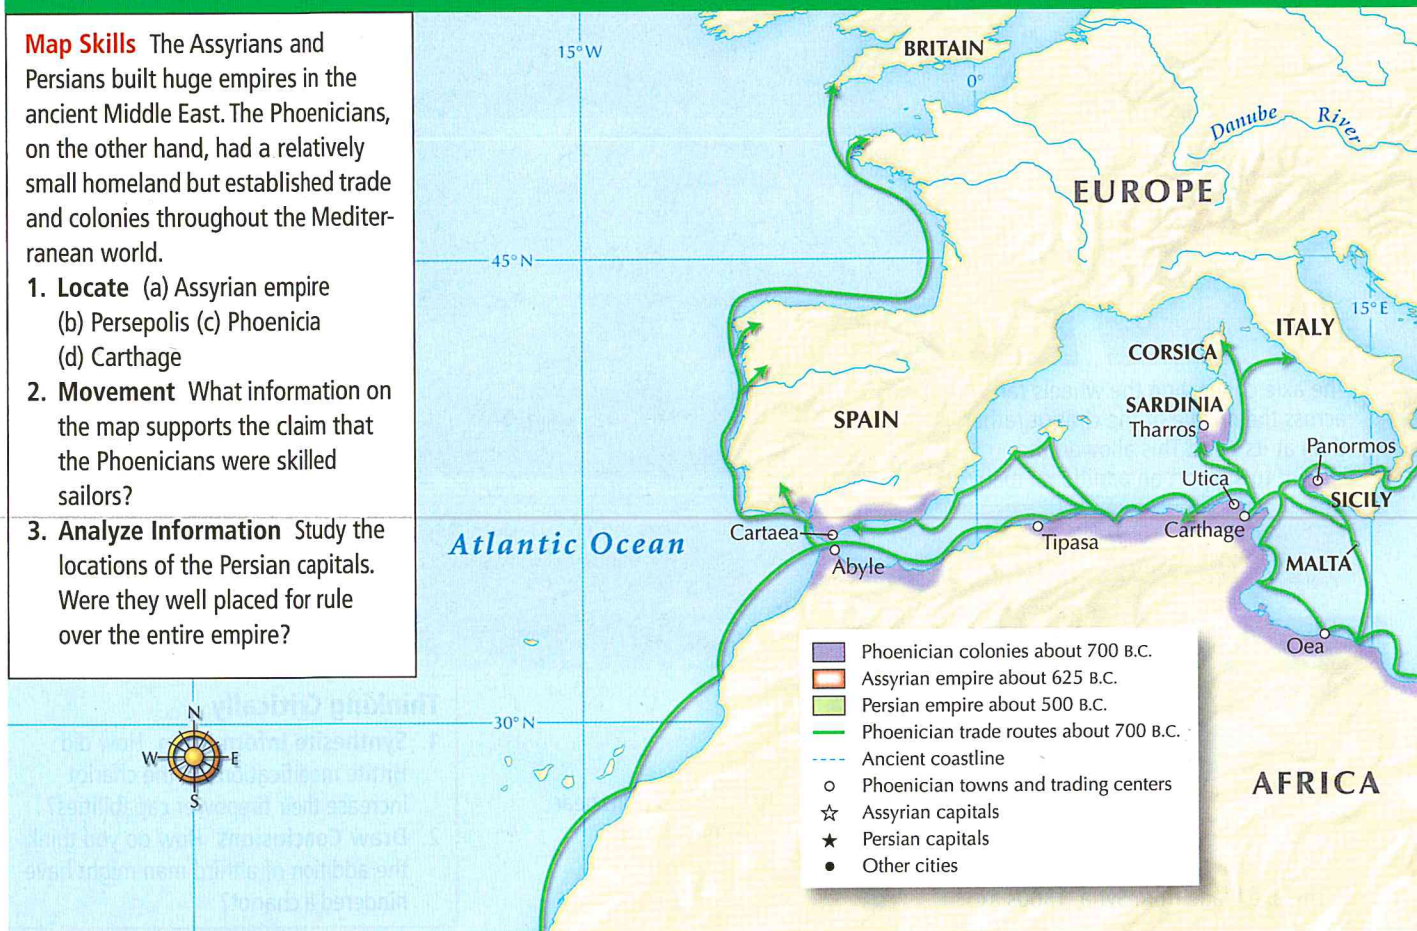 Map Skills The Assyrians and
Persians built huge empires in the
ancient Middle East. The Phoenicians,
on the other hand, had a relatively
small homeland but established trade
and colonies throughout the Mediter-
ranean world.
1. Locate (a) Assyrian empire
(b) Persepolis (c) Phoenicia
(d) Carthage
2. Movement What information on
the map supports the claim that
the Phoenicians were skilled
sailors?
3. Analyze Information Study the
locations of the Persian capitals.
Were they well placed for rule
over the entire empire?
15°W
BRITAIN
0°
Danube River
EUROPE
45°N
15°E
ITALY
CORSICA
SARDINIA
Tharros
SPAIN
Panormos
Utica
SICILY
Cartaea
Carthage
Tipasa
Atlantic Ocean
Abyle
MALTA
Oea
Phoenician colonies about 700 B.C.
Assyrian empire about 625 B.C.
Persian empire about 500 B.C.
Phoenician trade routes about 700 B.C.
Ancient coastline
Phoenician towns and trading centers
Assyrian capitals
Persian capitals
Other cities
N
W E
S
30°N
AFRICA